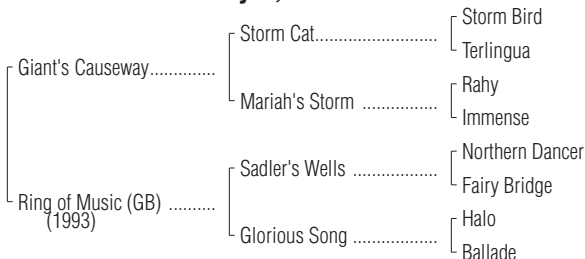 Storm Bird
Storm Cat..............................
Terlingua
Giant's Causeway..............
Rahy
Mariah's Storm ..................
Immense
Northern Dancer
Sadler's Wells ....................
Fairy Bridge
Ring of Music (GB) ..........
(1993)
Halo
Glorious Song ....................
Ballade